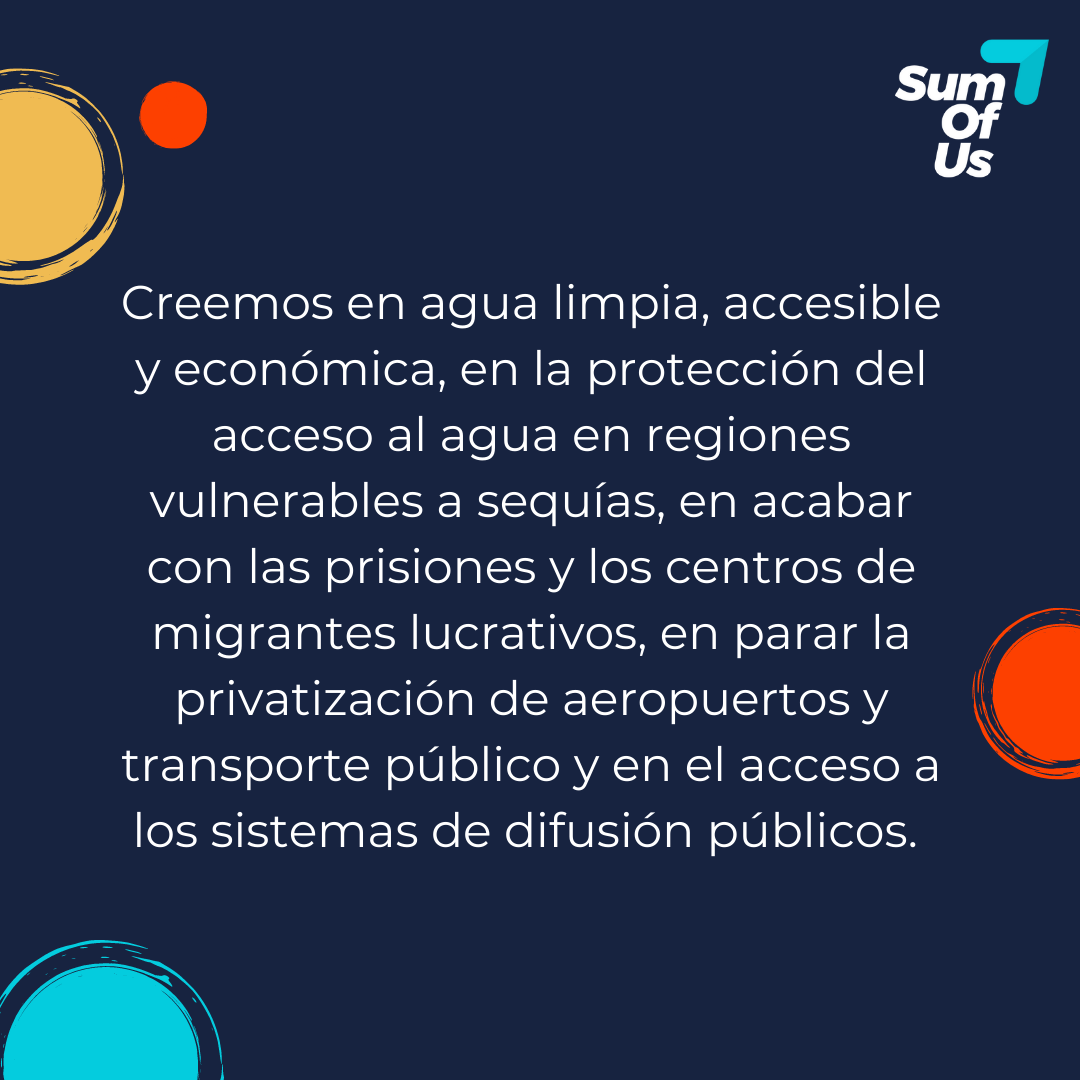 Sum
Of
Us
Creemos en agua limpia, accesible
y económica, en la protección del
acceso al agua en regiones
vulnerables a sequías, en acabar
con las prisiones y los centros de
migrantes lucrativos, en parar la
privatización de aeropuertos y
transporte público y en el acceso a
los sistemas de difusión públicos.